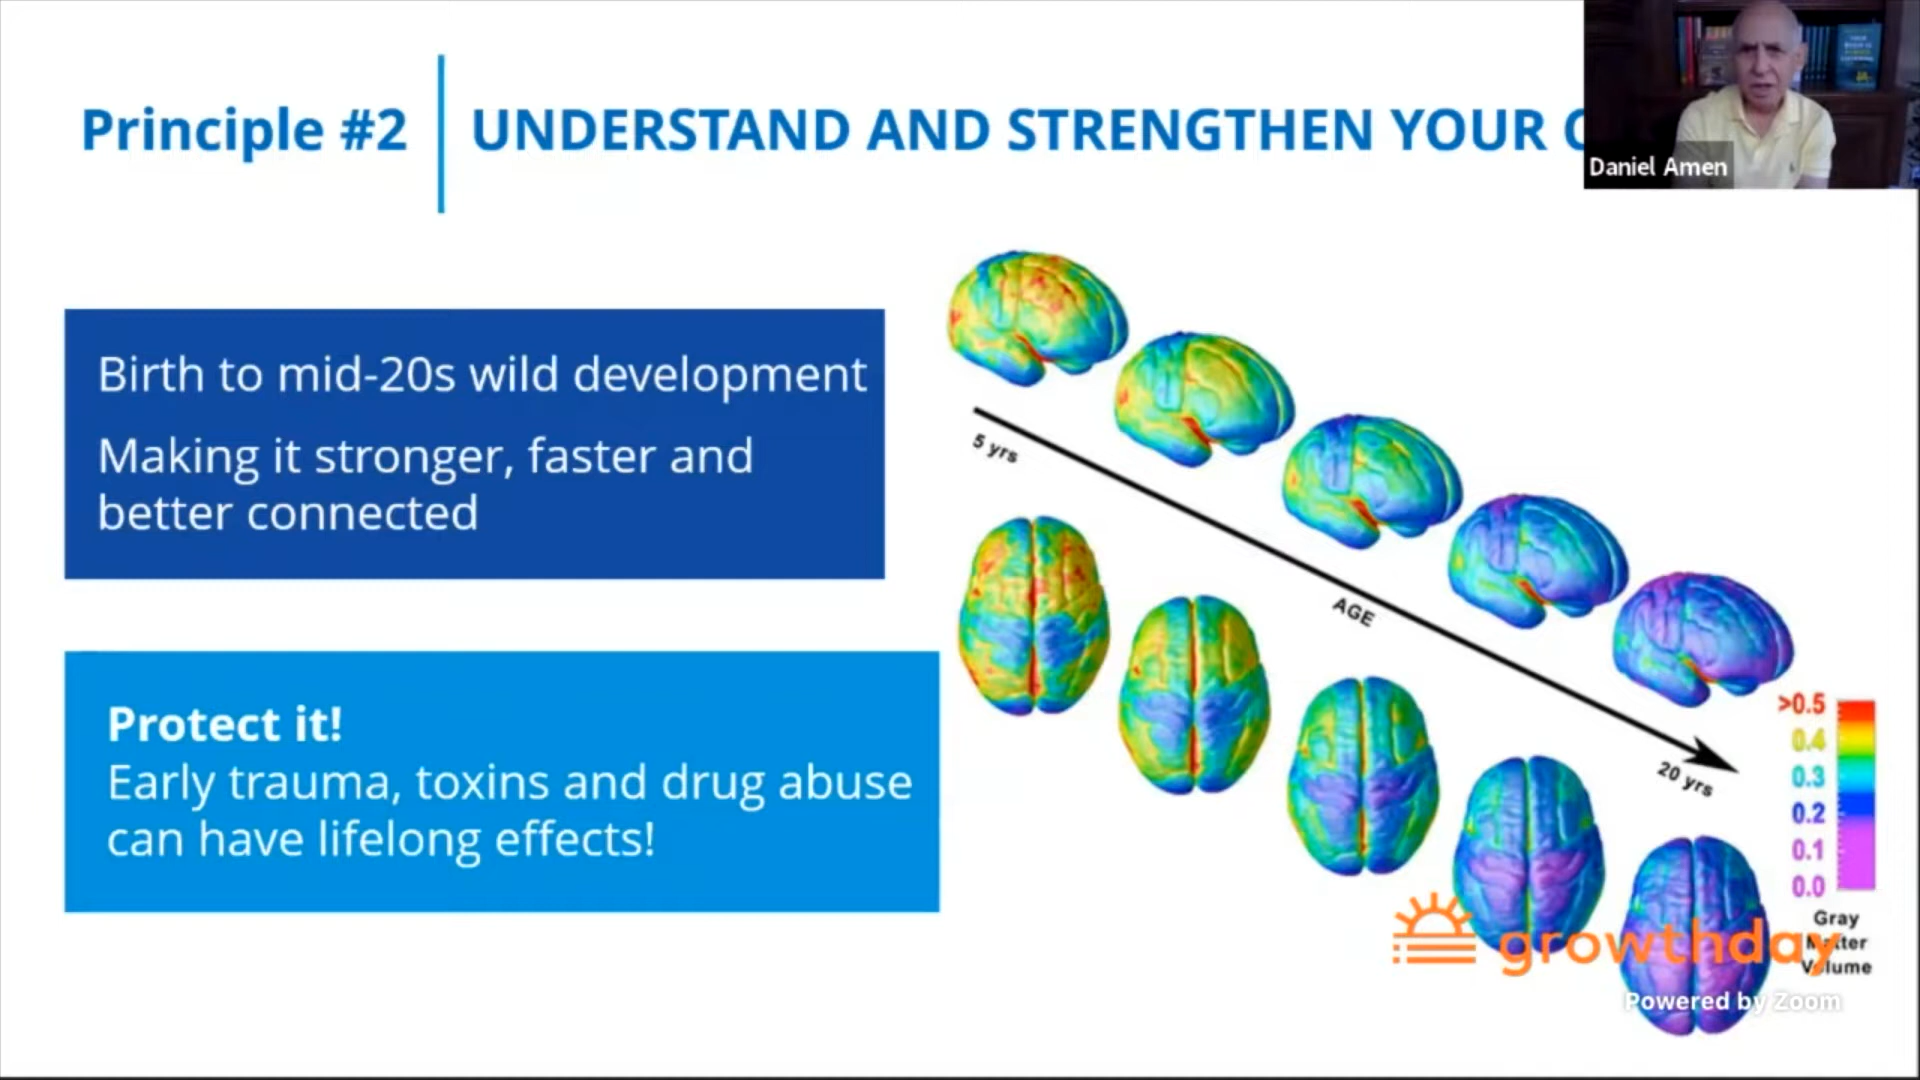 Principle #2
UNDERSTAND AND STRENGTHEN YOUR
Daniel Amen
Birth to mid-20s wild development
Making it stronger, faster and
better connected
Protect it!
Early trauma, toxins and drug abuse
can have lifelong effects!
5 yrs
AGE
20 yrs
>0.5
0.4
0.3
0.2
0.1
0.0
Gray
Matter
Volume
growthday
Powered by Zoom